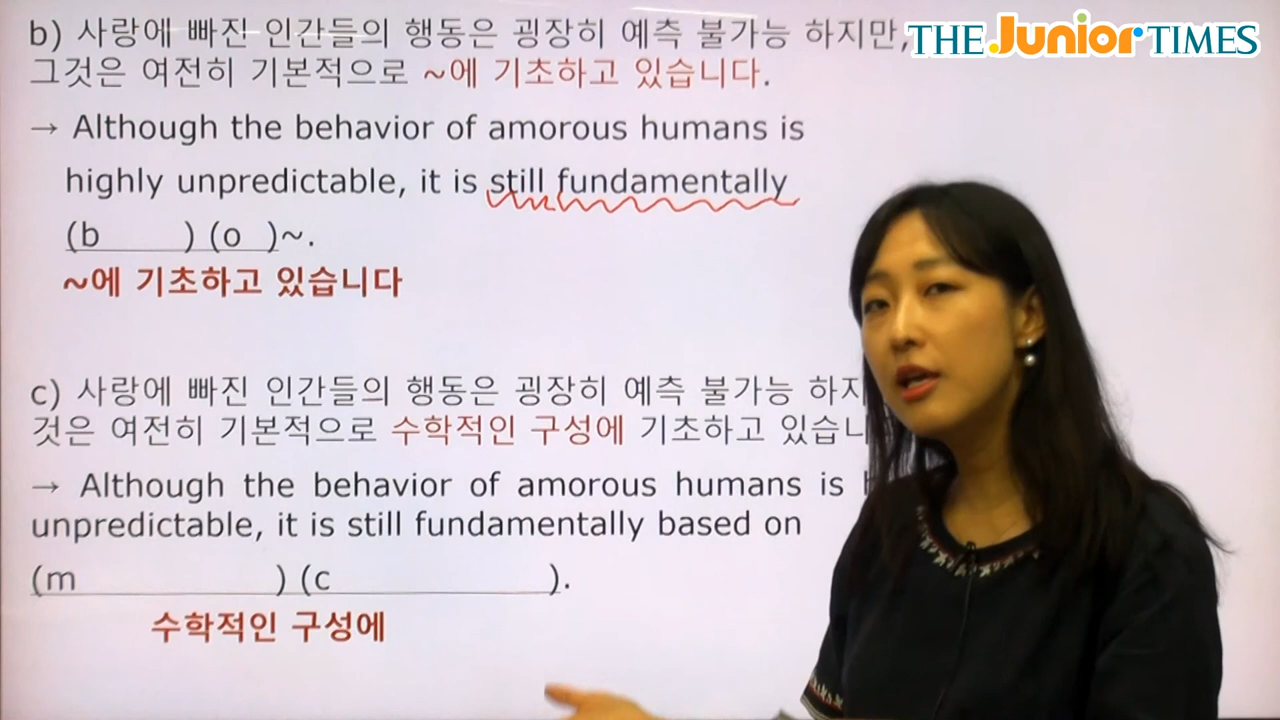 THE Junior TIMES
b) 사랑에 빠진 인간들의 행동은 굉장히 예측 불가능 하지만,
그것은 여전히 기본적으로 ~에 기초하고 있습니다.
→ Although the behavior of amorous humans is
highly unpredictable, it is still fundamentally
(b ) (o )~.
~에 기초하고 있습니다
c) 사랑에 빠진 인간들의 행동은 굉장히 예측 불가능 하지
것은 여전히 기본적으로 수학적인 구성에 기초하고 있습니
→ Although the behavior of amorous humans is
unpredictable, it is still fundamentally based on
(m ) (c ).
수학적인 구성에